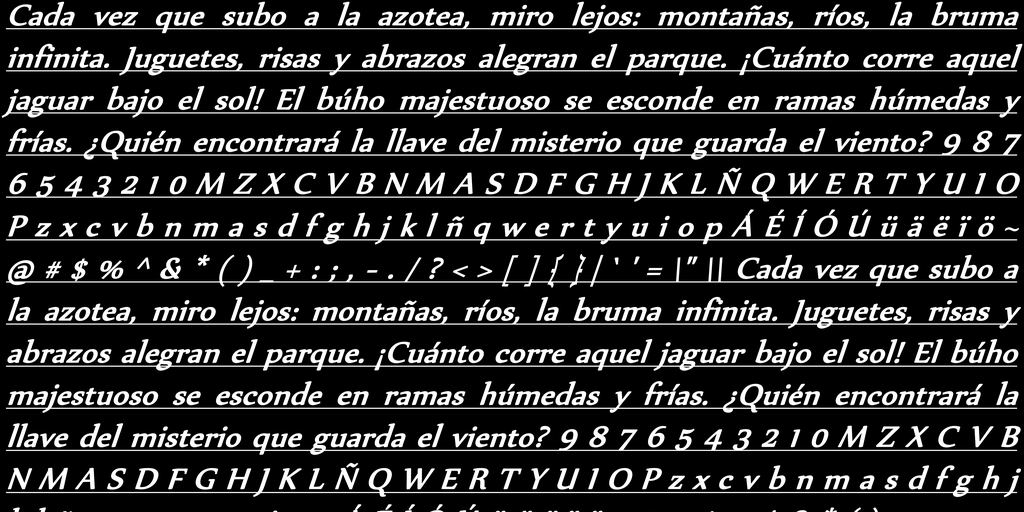 Cada vez que subo a la azotea, miro lejos: montañas, ríos, la bruma
infinita. Juguetes, risas y abrazos alegran el parque. ¡Cuánto corre aquel
jaguar bajo el sol! El búho majestuoso se esconde en ramas húmedas y
frías. ¿Quién encontrará la llave del misterio que guarda el viento? 9 8 7
6 5 4 3 2 1 0 M Z X C V B N M A S D F G H J K L Ñ Q W E R T Y U I O
P z x c v b n m a s d f g h j k l ñ q w e r t y u i o p Á É Í Ó Ú ü ä ë ï ö ~
@ # $ % ^ & * ( ) _ + : ; , - . / ? < > [ ] { } | ` ' = \" || Cada vez que subo a
la azotea, miro lejos: montañas, ríos, la bruma infinita. Juguetes, risas y
abrazos alegran el parque. ¡Cuánto corre aquel jaguar bajo el sol! El búho
majestuoso se esconde en ramas húmedas y frías. ¿Quién encontrará la
llave del misterio que guarda el viento? 9 8 7 6 5 4 3 2 1 0 M Z X C V B
N M A S D F G H J K L Ñ Q W E R T Y U I O P z x c v b n m a s d f g h j